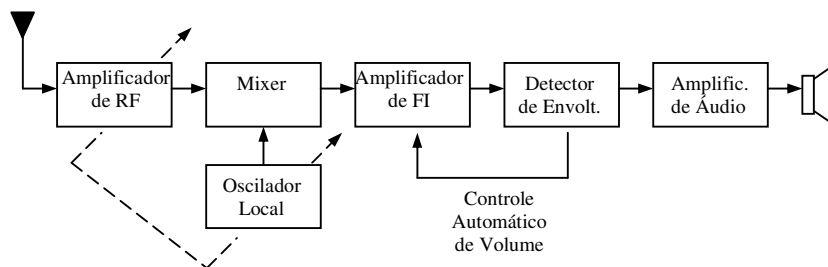 Amplificador
de RF
Mixer
Amplificador
de FI
Detector
de Envolt.
Amplific.
de Áudio
Oscilador
Local
Controle
Automático
de Volume